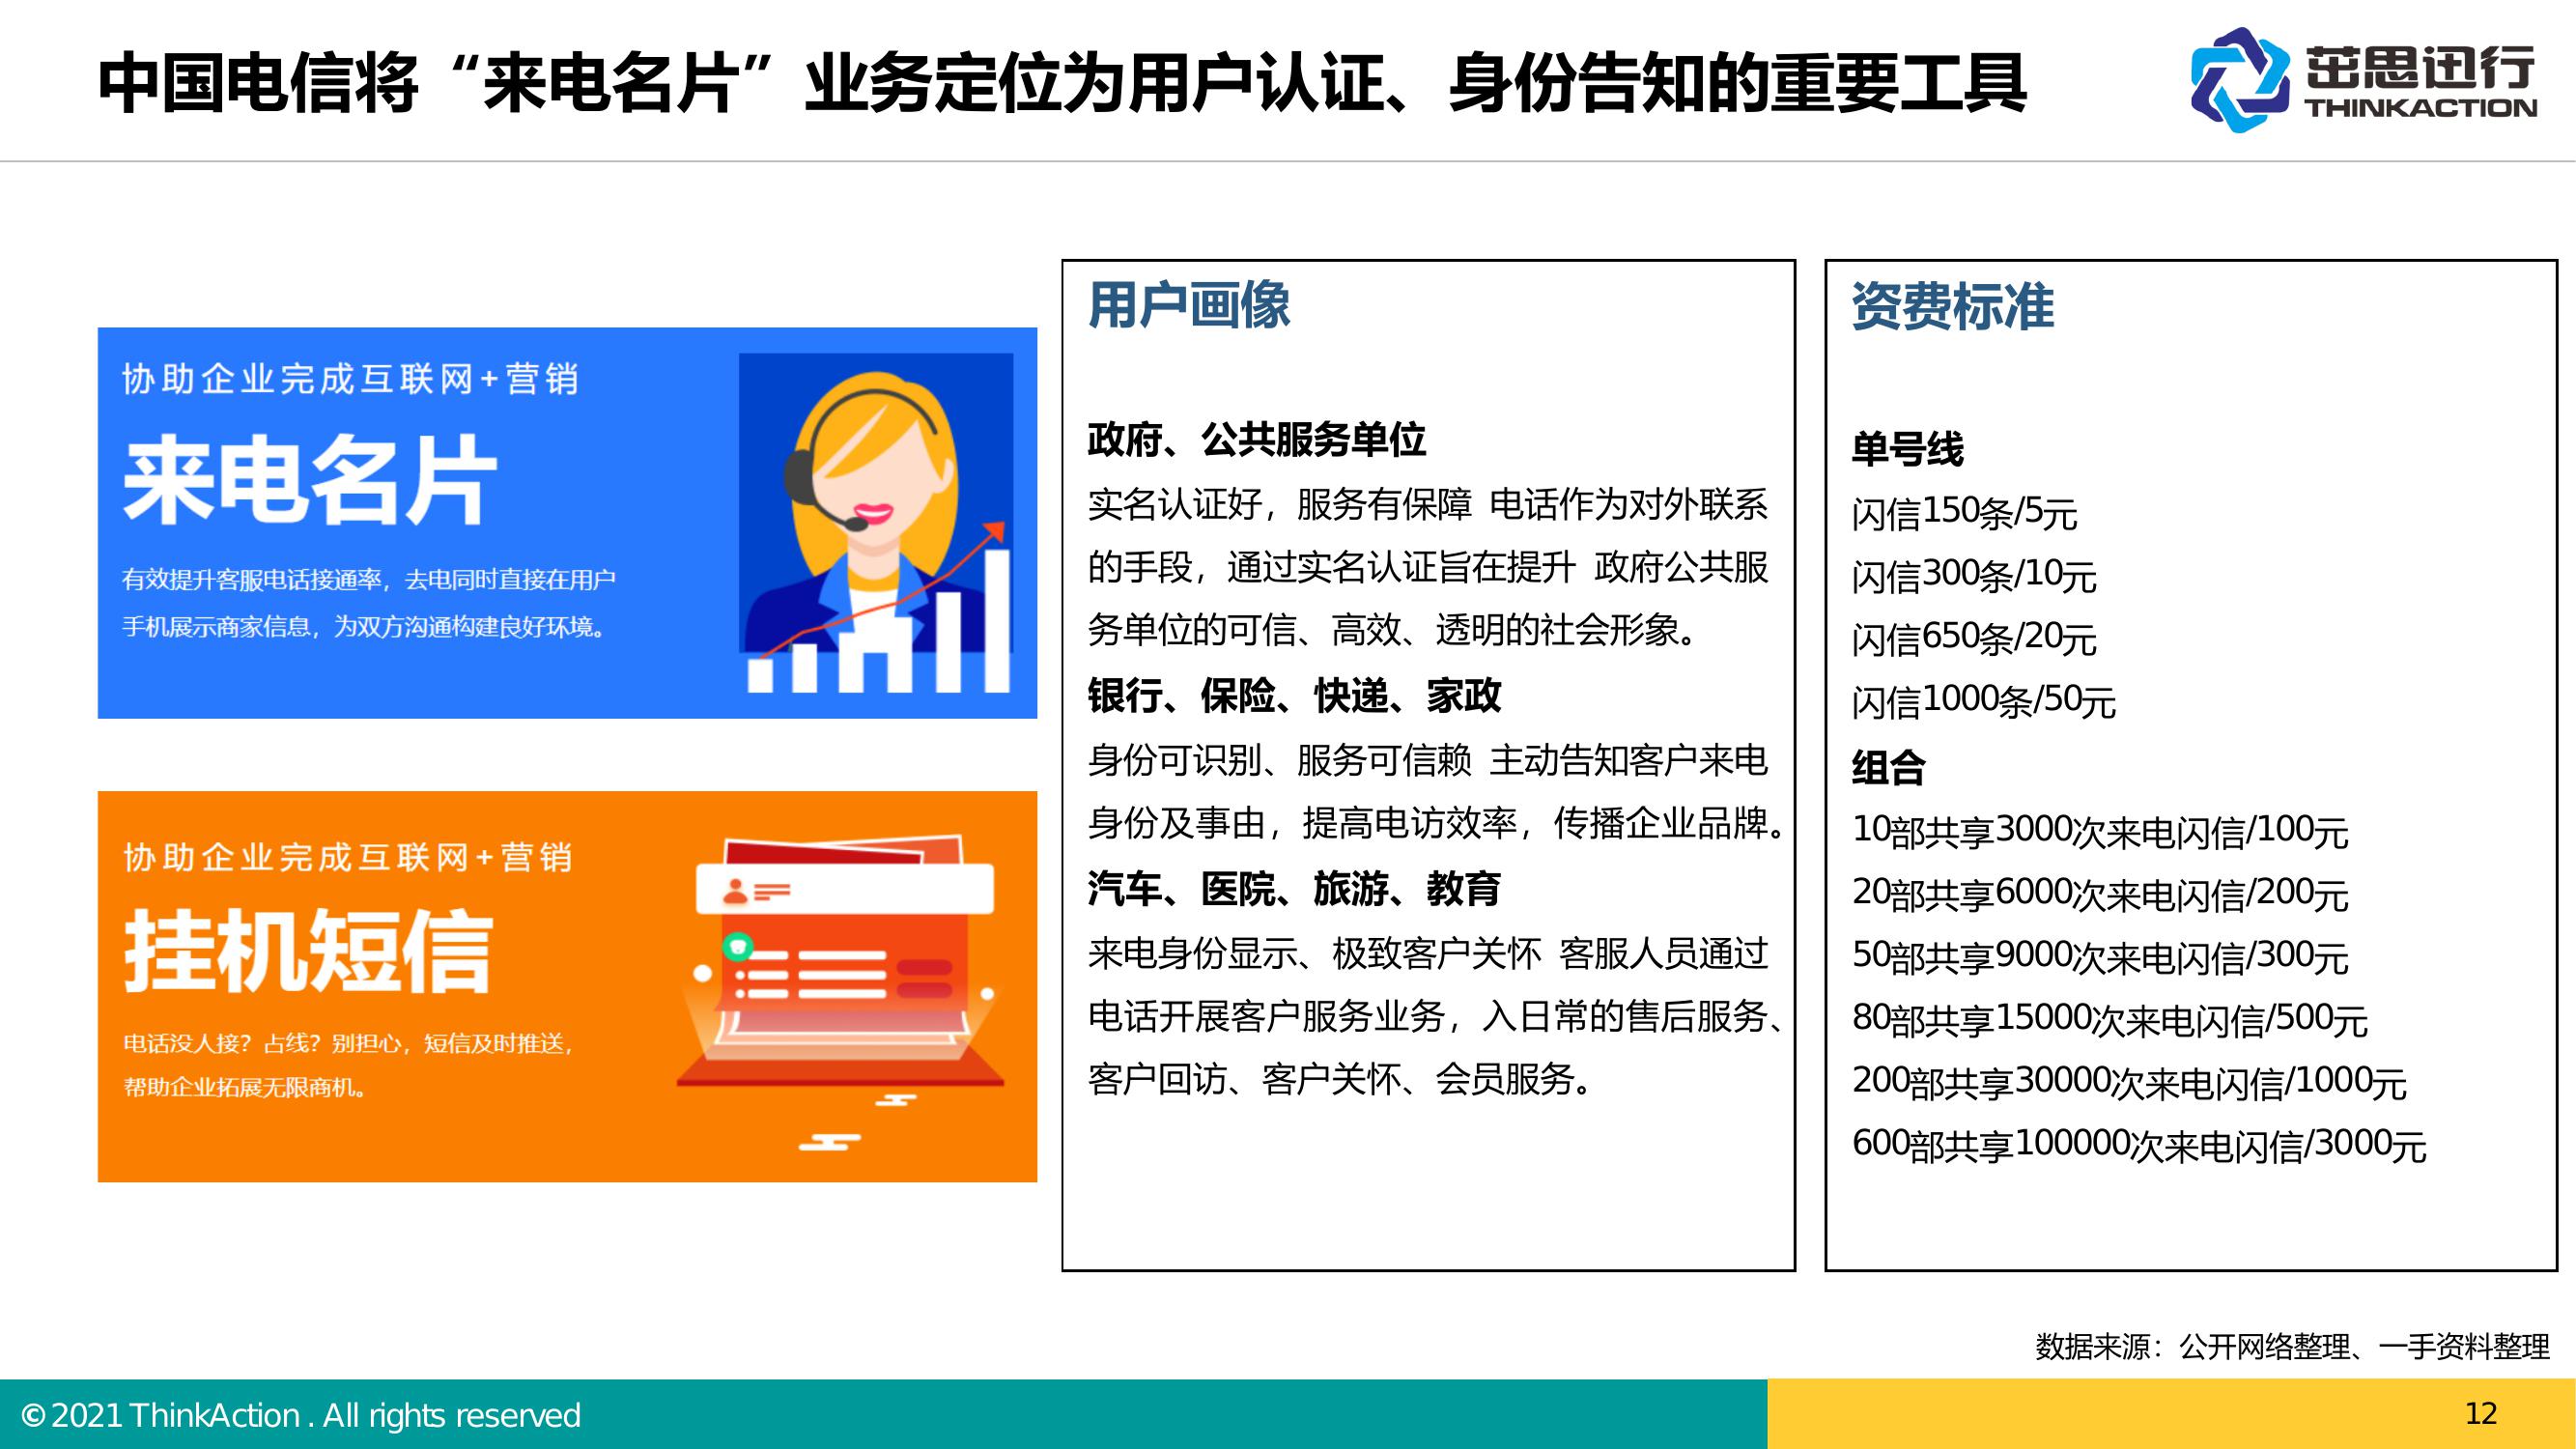 中国电信将“来电名片”业务定位为用户认证、身份告知的重要工具
茁思迅行
THINKACTION
协助企业完成互联网+营销
来电名片
有效提升客服电话接通率，去电同时直接在用户
手机展示商家信息，为双方沟通构建良好环境。
协助企业完成互联网+营销
挂机短信
电话没人接？占线？别担心，短信及时推送，
帮助企业拓展无限商机。
用户画像
政府、公共服务单位
实名认证好，服务有保障 电话作为对外联系
的手段，通过实名认证旨在提升 政府公共服
务单位的可信、高效、透明的社会形象。
银行、保险、快递、家政
身份可识别、服务可信赖 主动告知客户来电
身份及事由，提高电访效率，传播企业品牌。
汽车、医院、旅游、教育
来电身份显示、极致客户关怀 客服人员通过
电话开展客户服务业务，入日常的售后服务、
客户回访、客户关怀、会员服务。
资费标准
单号线
闪信150条/5元
闪信300条/10元
闪信650条/20元
闪信1000条/50元
组合
10部共享3000次来电闪信/100元
20部共享6000次来电闪信/200元
50部共享9000次来电闪信/300元
80部共享15000次来电闪信/500元
200部共享30000次来电闪信/1000元
600部共享100000次来电闪信/3000元
数据来源：公开网络整理、一手资料整理
© 2021 ThinkAction . All rights reserved
12